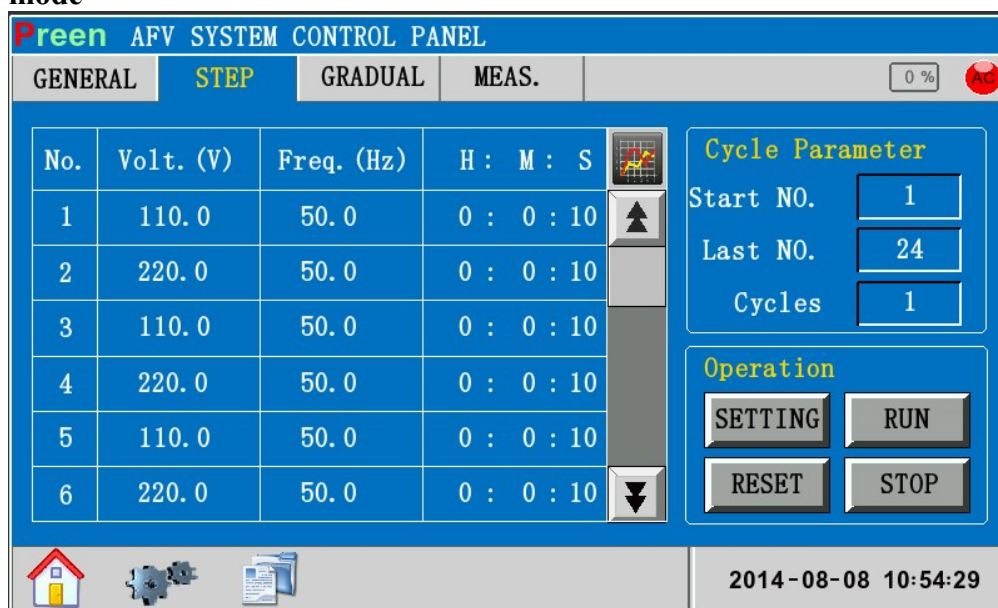 mode
Preen AFV SYSTEM CONTROL PANEL
GENERAL STEP GRADUAL MEAS. 0 % AC
No. Volt. (V) Freq. (Hz) H : M : S
1 110.0 50.0 0 : 0 : 10
2 220.0 50.0 0 : 0 : 10
3 110.0 50.0 0 : 0 : 10
4 220.0 50.0 0 : 0 : 10
5 110.0 50.0 0 : 0 : 10
6 220.0 50.0 0 : 0 : 10
Cycle Parameter
Start NO. 1
Last NO. 24
Cycles 1
Operation
SETTING RUN
RESET STOP
2014-08-08 10:54:29